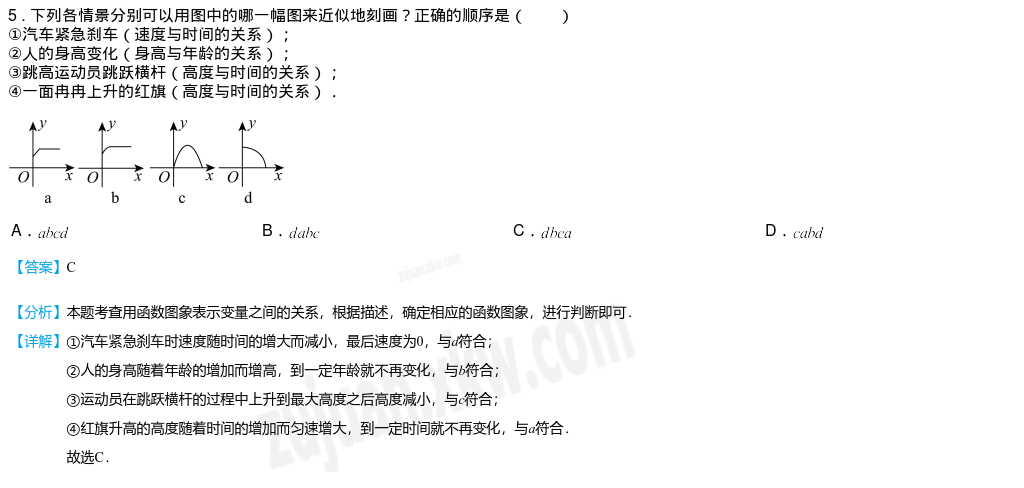 5．下列各情景分别可以用图中的哪一幅图来近似地刻画？正确的顺序是（　　）
①汽车紧急刹车（速度与时间的关系）；
②人的身高变化（身高与年龄的关系）；
③跳高运动员跳跃横杆（高度与时间的关系）；
④一面冉冉上升的红旗（高度与时间的关系）．
y y y y
O x O x O x O x
a b c d
A．abcd B．dabc C．dbca D．cabd
【答案】C
zujuan.xkw.com
【分析】本题考查用函数图象表示变量之间的关系，根据描述，确定相应的函数图象，进行判断即可．
【详解】①汽车紧急刹车时速度随时间的增大而减小，最后速度为0，与d符合；
②人的身高随着年龄的增加而增高，到一定年龄就不再变化，与b符合；
③运动员在跳跃横杆的过程中上升到最大高度之后高度减小，与c符合；
④红旗升高的高度随着时间的增加而匀速增大，到一定时间就不再变化，与a符合．
故选C．
zujuan.xkw.com